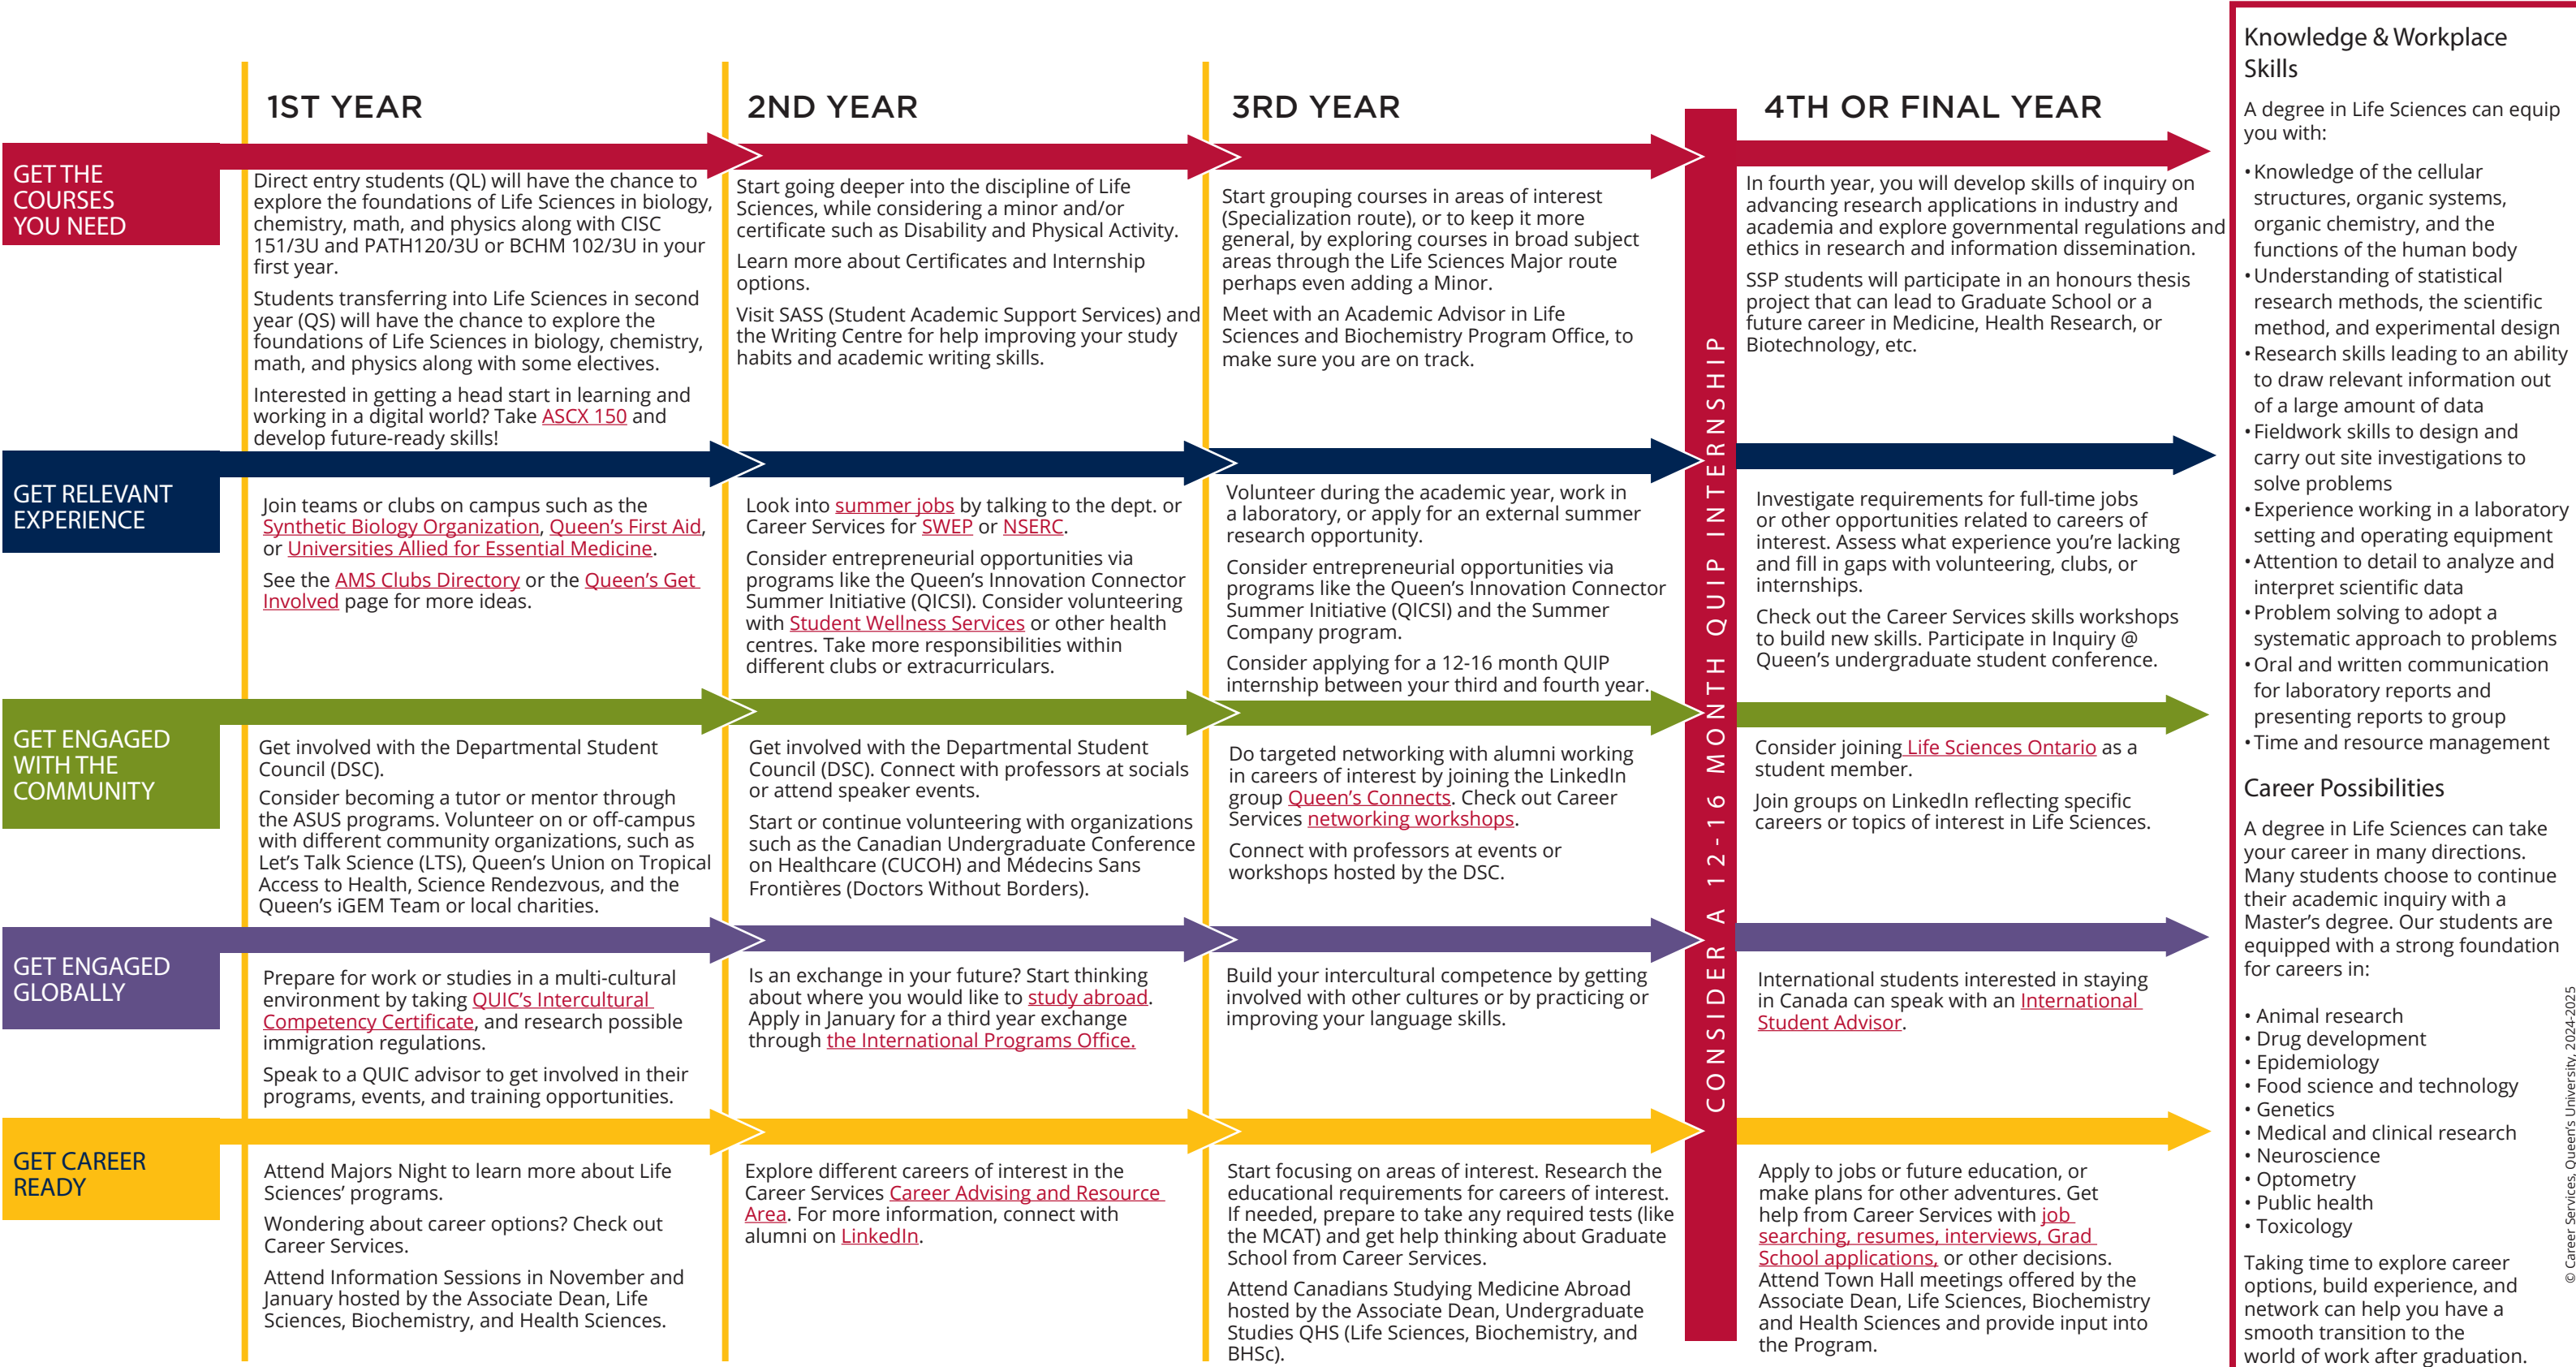 1ST YEAR
2ND YEAR
3RD YEAR
4TH OR FINAL YEAR
GET THE
COURSES
YOU NEED
Direct entry students (QL) will have the chance to
explore the foundations of Life Sciences in biology,
chemistry, math, and physics along with CISC
151/3U and PATH120/3U or BCHM 102/3U in your
first year.
Students transferring into Life Sciences in second
year (QS) will have the chance to explore the
foundations of Life Sciences in biology, chemistry,
math, and physics along with some electives.
Interested in getting a head start in learning and
working in a digital world? Take ASCX 150 and
develop future-ready skills!
Start going deeper into the discipline of Life
Sciences, while considering a minor and/or
certificate such as Disability and Physical Activity.
Learn more about Certificates and Internship
options.
Visit SASS (Student Academic Support Services) and
the Writing Centre for help improving your study
habits and academic writing skills.
Start grouping courses in areas of interest
(Specialization route), or to keep it more
general, by exploring courses in broad subject
areas through the Life Sciences Major route
perhaps even adding a Minor.
Meet with an Academic Advisor in Life
Sciences and Biochemistry Program Office, to
make sure you are on track.
In fourth year, you will develop skills of inquiry on
advancing research applications in industry and
academia and explore governmental regulations and
ethics in research and information dissemination.
SSP students will participate in an honours thesis
project that can lead to Graduate School or a
future career in Medicine, Health Research, or
Biotechnology, etc.
GET RELEVANT
EXPERIENCE
Join teams or clubs on campus such as the
Synthetic Biology Organization, Queen's First Aid,
or Universities Allied for Essential Medicine.
See the AMS Clubs Directory or the Queen's Get
Involved page for more ideas.
Look into summer jobs by talking to the dept. or
Career Services for SWEP or NSERC.
Consider entrepreneurial opportunities via
programs like the Queen's Innovation Connector
Summer Initiative (QICSI). Consider volunteering
with Student Wellness Services or other health
centres. Take more responsibilities within
different clubs or extracurriculars.
Volunteer during the academic year, work in
a laboratory, or apply for an external summer
research opportunity.
Consider entrepreneurial opportunities via
programs like the Queen's Innovation Connector
Summer Initiative (QICSI) and the Summer
Company program.
Consider applying for a 12-16 month QUIP
internship between your third and fourth year.
Investigate requirements for full-time jobs
or other opportunities related to careers of
interest. Assess what experience you're lacking
and fill in gaps with volunteering, clubs, or
internships.
Check out the Career Services skills workshops
to build new skills. Participate in Inquiry @
Queen's undergraduate student conference.
GET ENGAGED
WITH THE
COMMUNITY
Get involved with the Departmental Student
Council (DSC).
Consider becoming a tutor or mentor through
the ASUS programs. Volunteer on or off-campus
with different community organizations, such as
Let's Talk Science (LTS), Queen's Union on Tropical
Access to Health, Science Rendezvous, and the
Queen's iGEM Team or local charities.
Get involved with the Departmental Student
Council (DSC). Connect with professors at socials
or attend speaker events.
Start or continue volunteering with organizations
such as the Canadian Undergraduate Conference
on Healthcare (CUCOH) and Médecins Sans
Frontières (Doctors Without Borders).
Do targeted networking with alumni working
in careers of interest by joining the LinkedIn
group Queen's Connects. Check out Career
Services networking workshops.
Connect with professors at events or
workshops hosted by the DSC.
Consider joining Life Sciences Ontario as a
student member.
Join groups on LinkedIn reflecting specific
careers or topics of interest in Life Sciences.
GET ENGAGED
GLOBALLY
Prepare for work or studies in a multi-cultural
environment by taking QUIC's Intercultural
Competency Certificate, and research possible
immigration regulations.
Speak to a QUIC advisor to get involved in their
programs, events, and training opportunities.
Is an exchange in your future? Start thinking
about where you would like to study abroad.
Apply in January for a third year exchange
through the International Programs Office.
Build your intercultural competence by getting
involved with other cultures or by practicing or
improving your language skills.
International students interested in staying
in Canada can speak with an International
Student Advisor.
GET CAREER
READY
Attend Majors Night to learn more about Life
Sciences' programs.
Wondering about career options? Check out
Career Services.
Attend Information Sessions in November and
January hosted by the Associate Dean, Life
Sciences, Biochemistry, and Health Sciences.
Explore different careers of interest in the
Career Services Career Advising and Resource
Area. For more information, connect with
alumni on LinkedIn.
Start focusing on areas of interest. Research the
educational requirements for careers of interest.
If needed, prepare to take any required tests (like
the MCAT) and get help thinking about Graduate
School from Career Services.
Attend Canadians Studying Medicine Abroad
hosted by the Associate Dean, Undergraduate
Studies QHS (Life Sciences, Biochemistry, and
BHSc).
Apply to jobs or future education, or
make plans for other adventures. Get
help from Career Services with job
searching, resumes, interviews, Grad
School applications, or other decisions.
Attend Town Hall meetings offered by the
Associate Dean, Life Sciences, Biochemistry
and Health Sciences and provide input into
the Program.
CONSIDER A 12-16 MONTH QUIP INTERNSHIP
Knowledge & Workplace
Skills
A degree in Life Sciences can equip
you with:
• Knowledge of the cellular
structures, organic systems,
organic chemistry, and the
functions of the human body
• Understanding of statistical
research methods, the scientific
method, and experimental design
• Research skills leading to an ability
to draw relevant information out
of a large amount of data
• Fieldwork skills to design and
carry out site investigations to
solve problems
• Experience working in a laboratory
setting and operating equipment
• Attention to detail to analyze and
interpret scientific data
• Problem solving to adopt a
systematic approach to problems
• Oral and written communication
for laboratory reports and
presenting reports to group
• Time and resource management
Career Possibilities
A degree in Life Sciences can take
your career in many directions.
Many students choose to continue
their academic inquiry with a
Master's degree. Our students are
equipped with a strong foundation
for careers in:
• Animal research
• Drug development
• Epidemiology
• Food science and technology
• Genetics
• Medical and clinical research
• Neuroscience
• Optometry
• Public health
• Toxicology
Taking time to explore career
options, build experience, and
network can help you have a
smooth transition to the
world of work after graduation.
© Career Services, Queen's University, 2024-2025